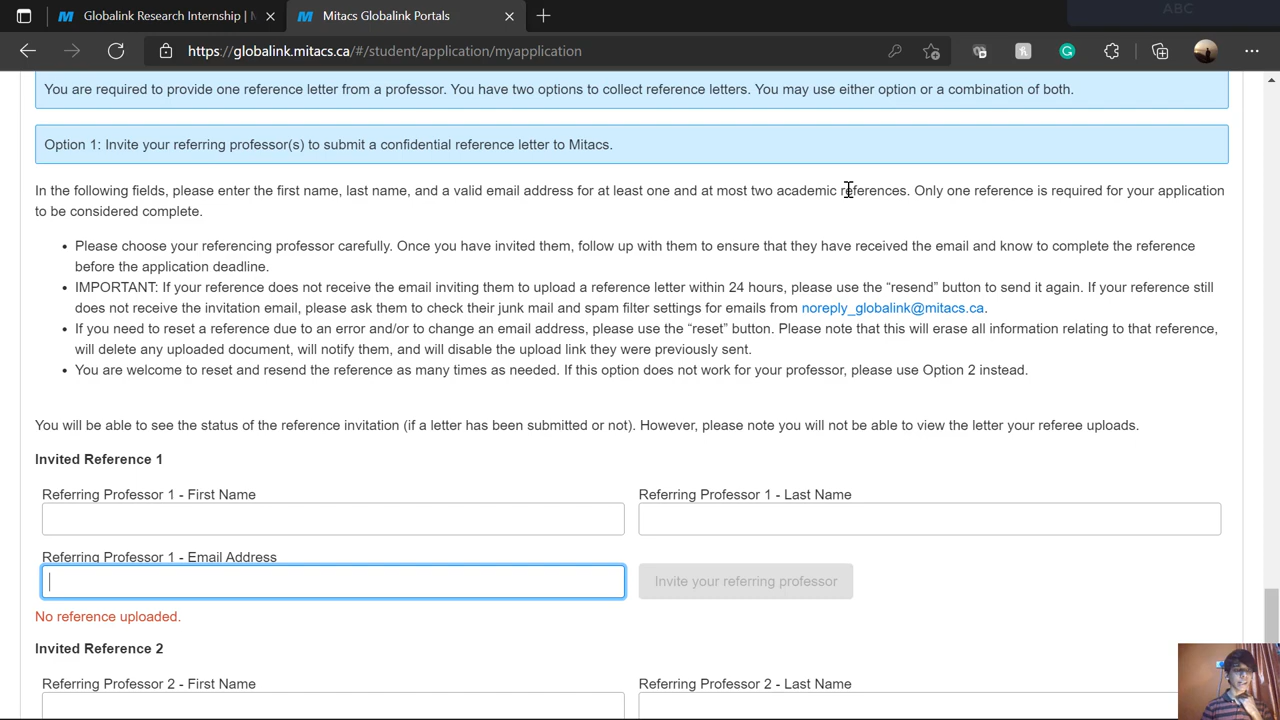 ABC
Globalink Research Internship |
Mitacs Globalink Portals
https://globalink.mitacs.ca/#/student/application/myapplication
You are required to provide one reference letter from a professor. You have two options to collect reference letters. You may use either option or a combination of both.
Option 1: Invite your referring professor(s) to submit a confidential reference letter to Mitacs.
In the following fields, please enter the first name, last name, and a valid email address for at least one and at most two academic references. Only one reference is required for your application
to be considered complete.
• Please choose your referencing professor carefully. Once you have invited them, follow up with them to ensure that they have received the email and know to complete the reference
before the application deadline.
• IMPORTANT: If your reference does not receive the email inviting them to upload a reference letter within 24 hours, please use the “resend” button to send it again. If your reference still
does not receive the invitation email, please ask them to check their junk mail and spam filter settings for emails from noreply_globalink@mitacs.ca.
• If you need to reset a reference due to an error and/or to change an email address, please use the “reset” button. Please note that this will erase all information relating to that reference,
will delete any uploaded document, will notify them, and will disable the upload link they were previously sent.
• You are welcome to reset and resend the reference as many times as needed. If this option does not work for your professor, please use Option 2 instead.
You will be able to see the status of the reference invitation (if a letter has been submitted or not). However, please note you will not be able to view the letter your referee uploads.
Invited Reference 1
Referring Professor 1 - First Name
Referring Professor 1 - Last Name
Referring Professor 1 - Email Address
Invite your referring professor
No reference uploaded.
Invited Reference 2
Referring Professor 2 - First Name
Referring Professor 2 - Last Name